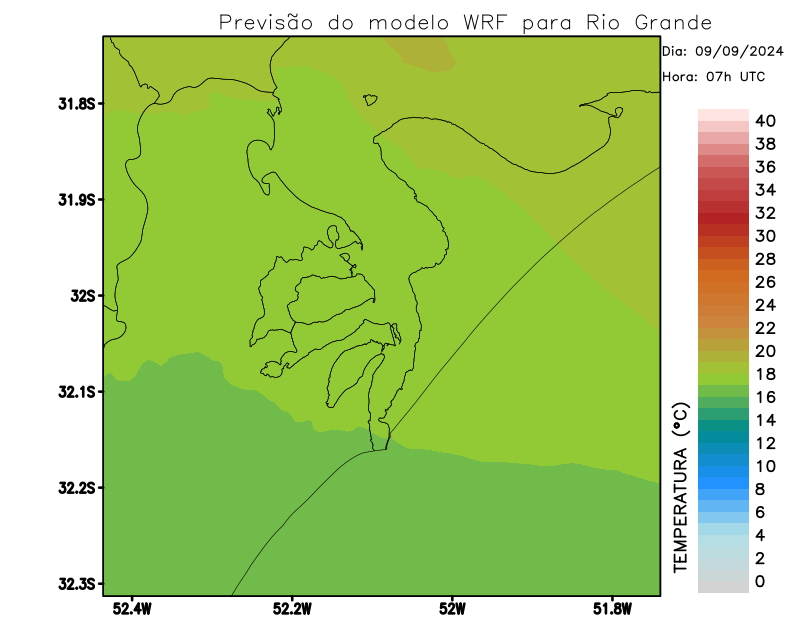 Previsão do modelo WRF para Rio Grande
Dia: 09/09/2024
Hora: 07h UTC
31.8S
31.9S
32S
32.1S
32.2S
32.3S
52.4W
52.2W
52W
51.8W
40
38
36
34
32
30
28
26
24
22
20
18
16
14
12
10
8
6
4
2
0
TEMPERATURA (°C)